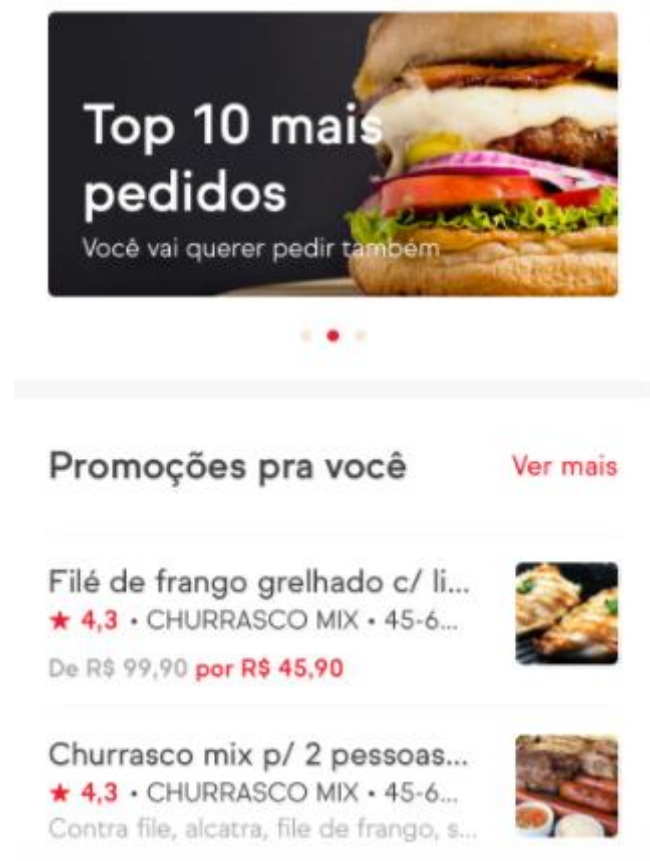 Top 10 mais
pedidos
Você vai querer pedir também
Promoções pra você
Ver mais
Filé de frango grelhado c/ li...
★ 4,3 • CHURRASCO MIX • 45-6...
De R$ 99,90 por R$ 45,90
Churrasco mix p/ 2 pessoas...
★ 4,3 • CHURRASCO MIX • 45-6...
Contra file, alcatra, file de frango, s...